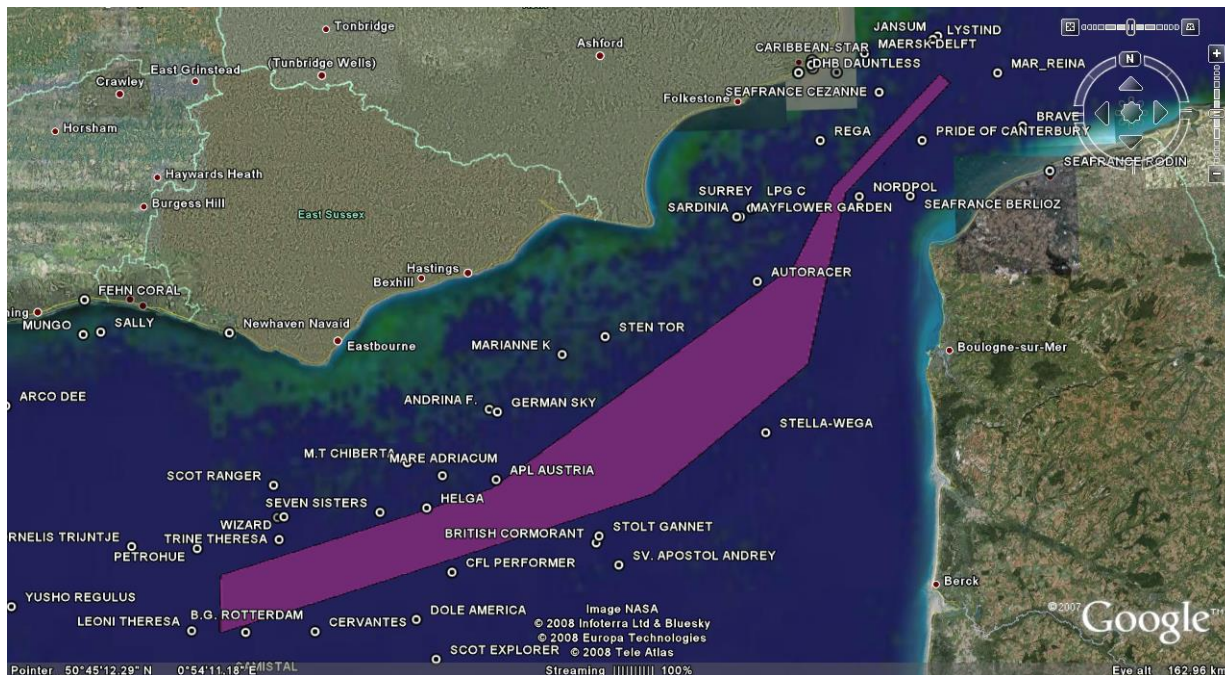 Tonbridge
JANSUM
LYSTIND
Ashford
CARIBBEAN-STAR
MAERSK DELFT
(Tunbridge Wells)
East Grinstead
DHB DAUNTLESS
MAR_REINA
Crawley
SEAFRANCE CEZANNE
Folkestone
N
BRAVE
Horsham
REGA
PRIDE OF CANTERBURY
SEAFRANCE RODIN
Haywards Heath
SURREY
LPG C
NORDPOL
Burgess Hill
East Sussex
SARDINIA
MAYFLOWER GARDEN
SEAFRANCE BERLIOZ
Hastings
Bexhill
AUTORACER
FEHN CORAL
ing
MUNGO
SALLY
Newhaven Navaid
STEN TOR
Eastbourne
MARIANNE K
Boulogne-sur-Mer
ARCO DEE
ANDRINA F.
GERMAN SKY
STELLA-WEGA
M.T CHIBERTA
MARE ADRIACUM
SCOT RANGER
APL AUSTRIA
SEVEN SISTERS
HELGA
WIZARD
BRITISH CORMORANT
STOLT GANNET
RNELIS TRIJNTJE
TRINE THERESA
PETROHUE
CFL PERFORMER
SV. APOSTOL ANDREY
Berck
YUSHO REGULUS
B.G. ROTTERDAM
DOLE AMERICA
LEONI THERESA
CERVANTES
Image NASA
© 2008 Infoterra Ltd & Bluesky
© 2008 Europa Technologies
© 2008 Tele Atlas
©2007 Google™
SCOT EXPLORER
Pointer 50°45'12.29" N 0°54'11.18" E
Streaming |||||||||| 100%
Eye alt 162.96 km